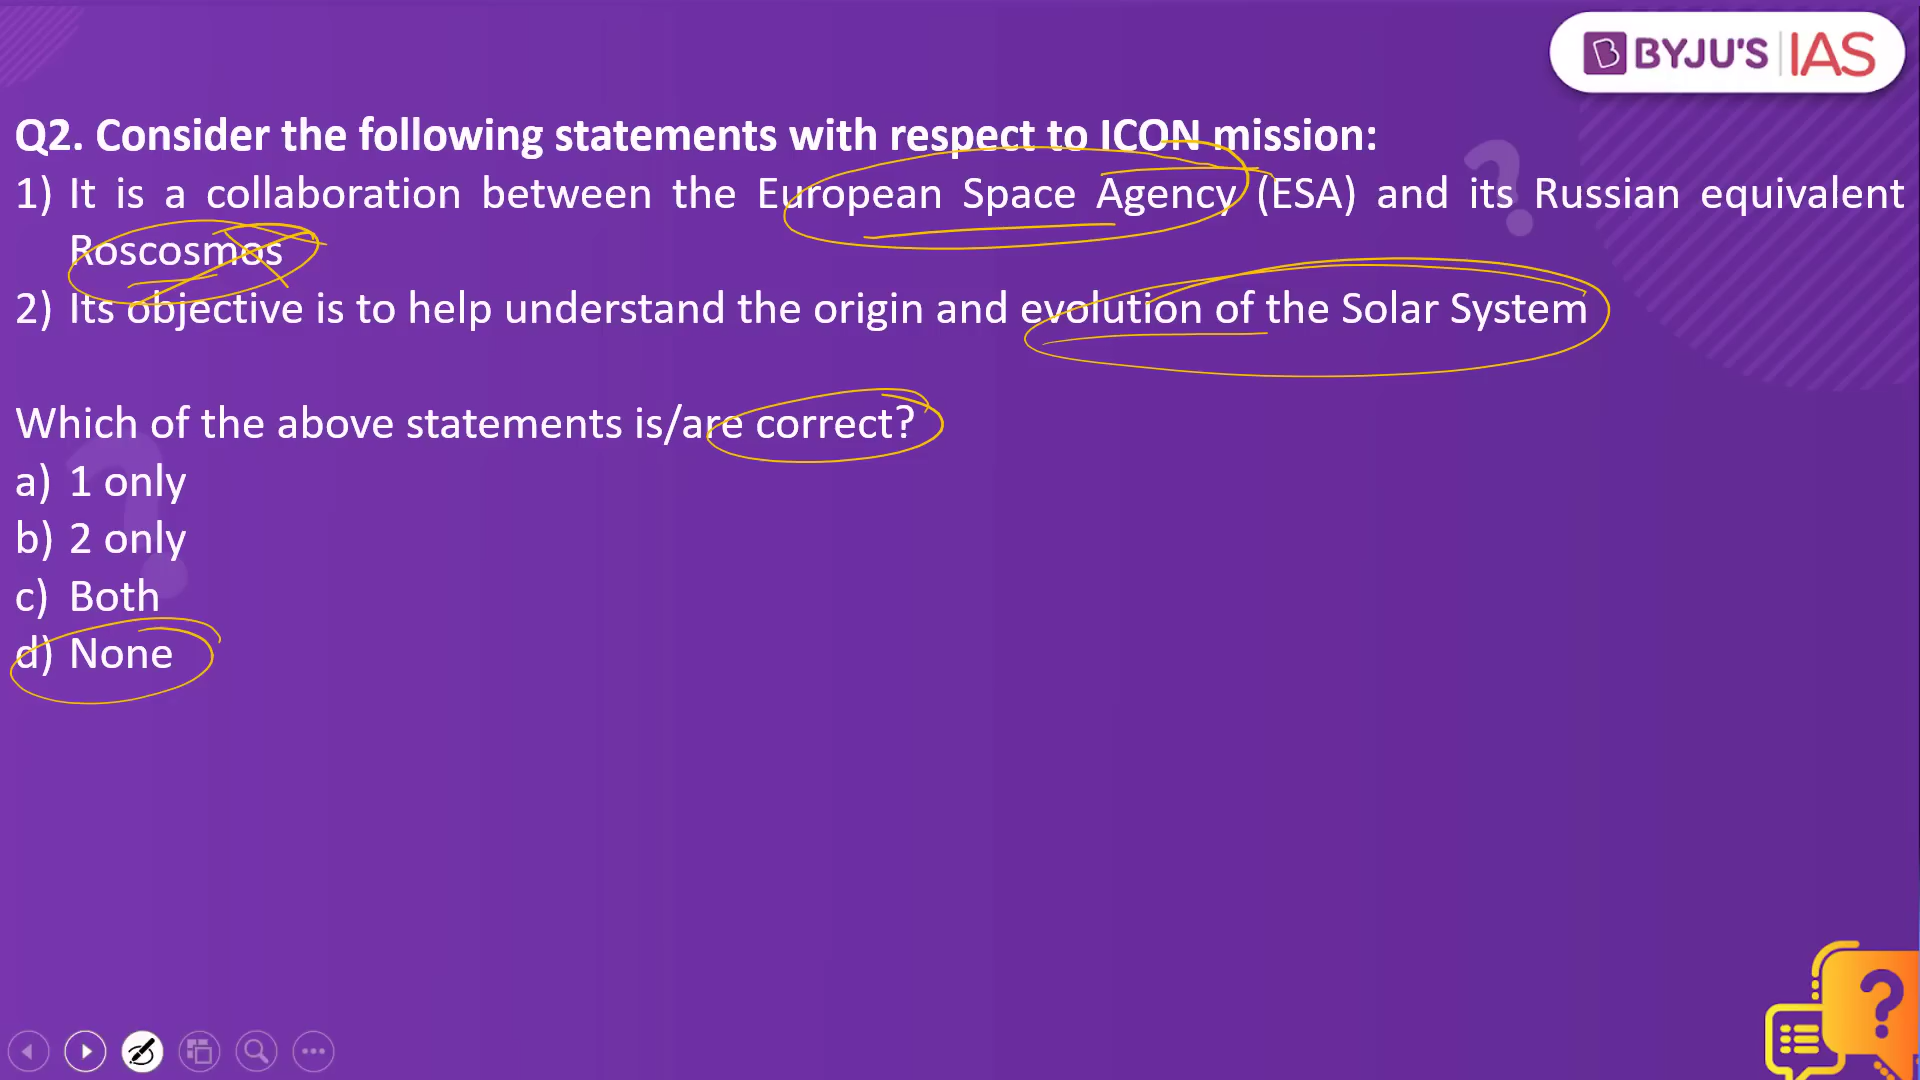 BYJU'S IAS
Q2. Consider the following statements with respect to ICON mission:
1) It is a collaboration between the European Space Agency (ESA) and its Russian equivalent
Roscosmos
2) Its objective is to help understand the origin and evolution of the Solar System
Which of the above statements is/are correct?
a) 1 only
b) 2 only
c) Both
d) None